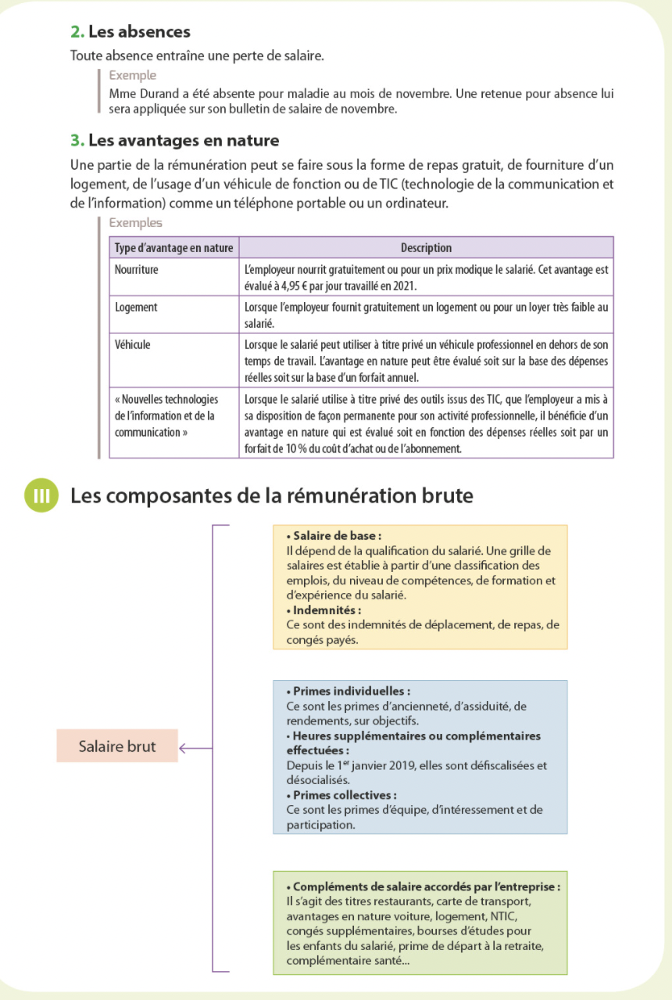 2. Les absences
Toute absence entraîne une perte de salaire.
Exemple
Mme Durand a été absente pour maladie au mois de novembre. Une retenue pour absence lui
sera appliquée sur son bulletin de salaire de novembre.
3. Les avantages en nature
Une partie de la rémunération peut se faire sous la forme de repas gratuit, de fourniture d’un
logement, de l’usage d’un véhicule de fonction ou de TIC (technologie de la communication et
de l’information) comme un téléphone portable ou un ordinateur.
Exemples
Type d’avantage en nature
Description
Nourriture
L’employeur nourrit gratuitement ou pour un prix modique le salarié. Cet avantage est
évalué à 4,95 € par jour travaillé en 2021.
Logement
Lorsque l’employeur fournit gratuitement un logement ou pour un loyer très faible au
salarié.
Véhicule
Lorsque le salarié peut utiliser à titre privé un véhicule professionnel en dehors de son
temps de travail. L’avantage en nature peut être évalué soit sur la base des dépenses
réelles soit sur la base d’un forfait annuel.
« Nouvelles technologies
de l’information et de la
communication »
Lorsque le salarié utilise à titre privé des outils issus des TIC, que l’employeur a mis à
sa disposition de façon permanente pour son activité professionnelle, il bénéficie d’un
avantage en nature qui est évalué soit en fonction des dépenses réelles soit par un
forfait de 10 % du coût d’achat ou de l’abonnement.
III Les composantes de la rémunération brute
Salaire brut
• Salaire de base :
Il dépend de la qualification du salarié. Une grille de
salaires est établie à partir d’une classification des
emplois, du niveau de compétences, de formation et
d’expérience du salarié.
• Indemnités :
Ce sont des indemnités de déplacement, de repas, de
congés payés.
• Primes individuelles :
Ce sont les primes d’ancienneté, d’assiduité, de
rendements, sur objectifs.
• Heures supplémentaires ou complémentaires
effectuées :
Depuis le 1er janvier 2019, elles sont défiscalisées et
désocialisés.
• Primes collectives :
Ce sont les primes d’équipe, d’intéressement et de
participation.
• Compléments de salaire accordés par l’entreprise :
Il s’agit des titres restaurants, carte de transport,
avantages en nature voiture, logement, NTIC,
congés supplémentaires, bourses d’études pour
les enfants du salarié, prime de départ à la retraite,
complémentaire santé...